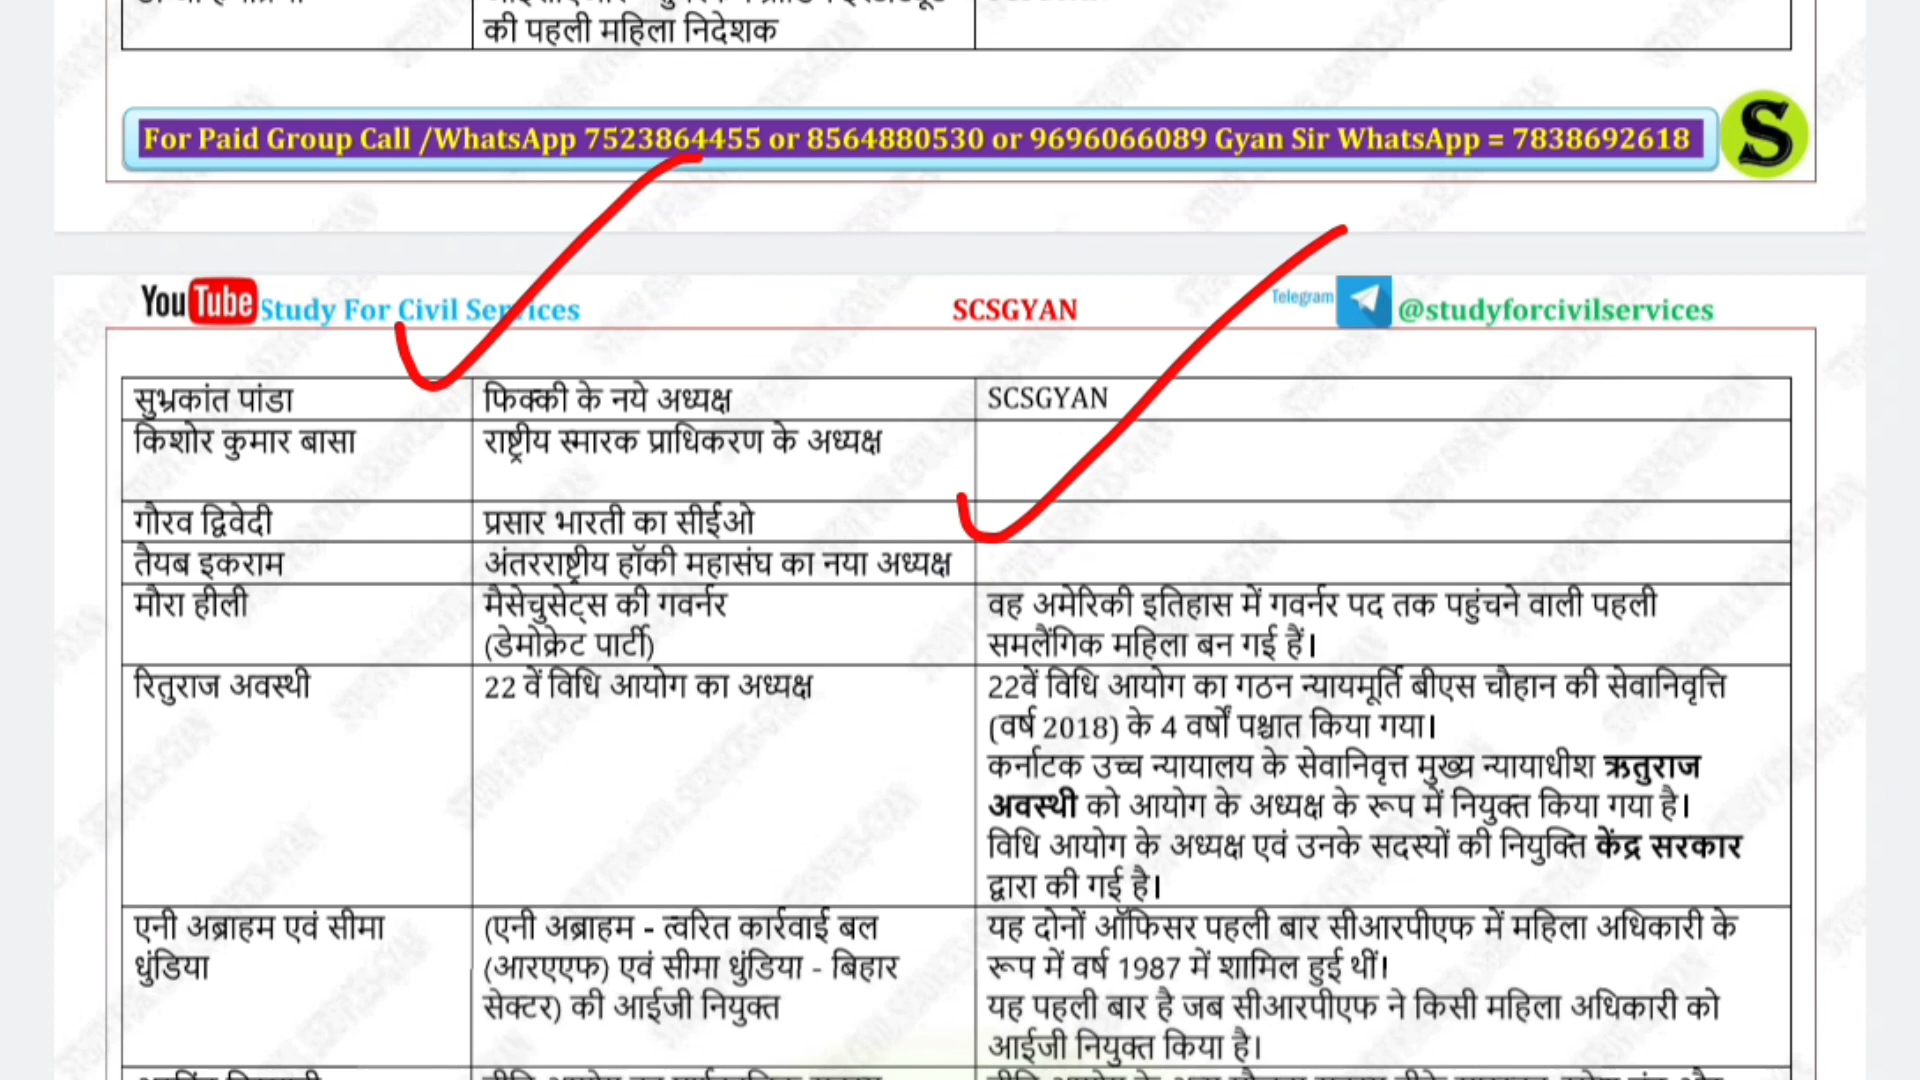 की पहली महिला निदेशक
For Paid Group Call /WhatsApp 7523864455 or 8564880530 or 9696066089 Gyan Sir WhatsApp = 7838692618
S
YouTube Study For Civil Services SCSGYAN Telegram @studyforcivilservices
सुभ्रकांत पांडा फिक्की के नये अध्यक्ष SCSGYAN
किशोर कुमार बासा राष्ट्रीय स्मारक प्राधिकरण के अध्यक्ष
गौरव द्विवेदी प्रसार भारती का सीईओ
तैयब इकराम अंतरराष्ट्रीय हॉकी महासंघ का नया अध्यक्ष
मौरा हीली मैसेचुसेट्स की गवर्नर
(डेमोक्रेट पार्टी)
वह अमेरिकी इतिहास में गवर्नर पद तक पहुंचने वाली पहली
समलैंगिक महिला बन गई हैं।
रितुराज अवस्थी 22 वें विधि आयोग का अध्यक्ष
22वें विधि आयोग का गठन न्यायमूर्ति बीएस चौहान की सेवानिवृत्ति
(वर्ष 2018) के 4 वर्षों पश्चात किया गया।
कर्नाटक उच्च न्यायालय के सेवानिवृत्त मुख्य न्यायाधीश ऋतुराज
अवस्थी को आयोग के अध्यक्ष के रूप में नियुक्त किया गया है।
विधि आयोग के अध्यक्ष एवं उनके सदस्यों की नियुक्ति केंद्र सरकार
द्वारा की गई है।
एनी अब्राहम एवं सीमा
धुंडिया
(एनी अब्राहम - त्वरित कार्रवाई बल
(आरएएफ) एवं सीमा धुंडिया - बिहार
सेक्टर) की आईजी नियुक्त
यह दोनों ऑफिसर पहली बार सीआरपीएफ में महिला अधिकारी के
रूप में वर्ष 1987 में शामिल हुई थीं।
यह पहली बार है जब सीआरपीएफ ने किसी महिला अधिकारी को
आईजी नियुक्त किया है।